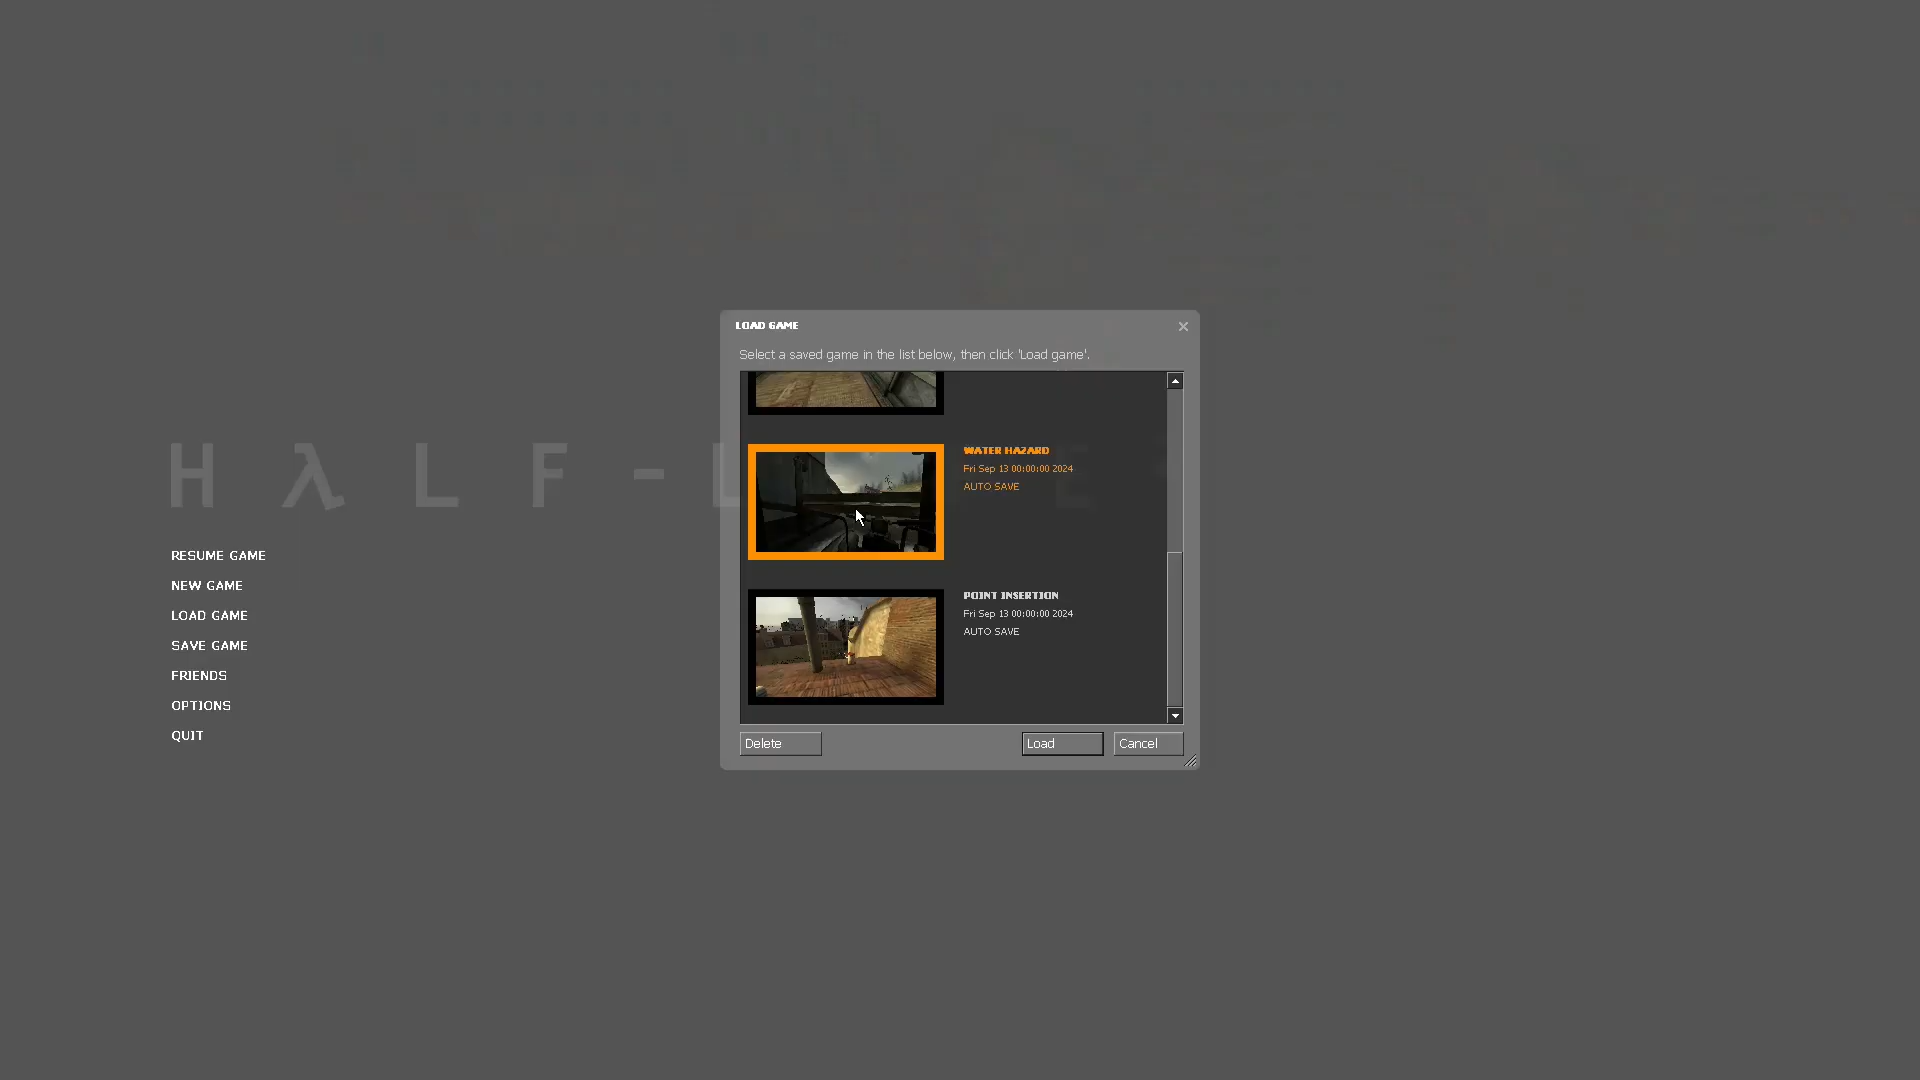 LOAD GAME
Select a saved game in the list below, then click 'Load game'.
WATER HAZARD
Fri Sep 13 00:00:00 2024
AUTO SAVE
HλLF-L
RESUME GAME
NEW GAME
LOAD GAME
SAVE GAME
FRIENDS
OPTIONS
QUIT
POINT INSERTION
Fri Sep 13 00:00:00 2024
AUTO SAVE
Delete
Load
Cancel